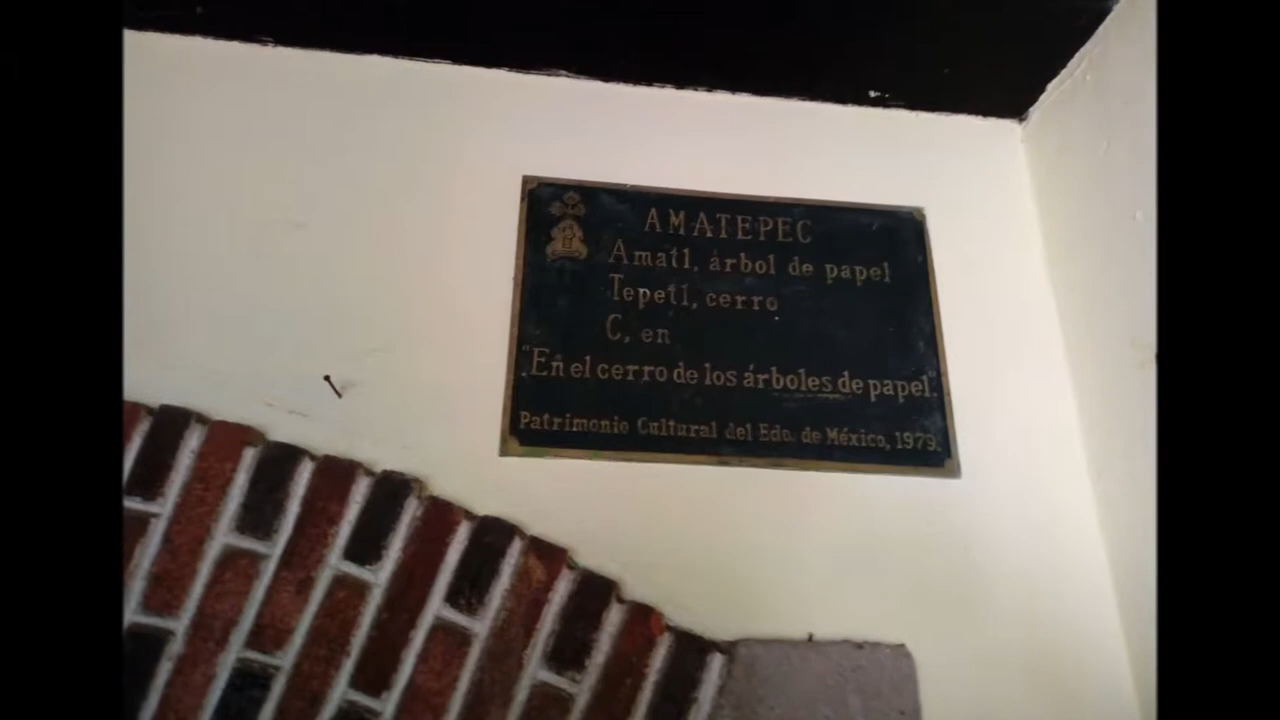 AMATEPEC
Amatl, árbol de papel
Tepetl, cerro
C, en
"En el cerro de los árboles de papel".
Patrimonio Cultural del Edo. de México, 1979.